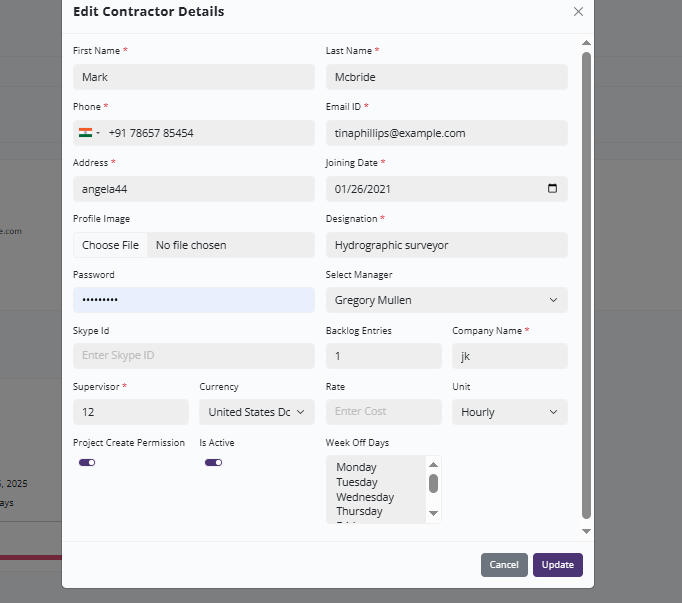 Edit Contractor Details
First Name *
Last Name *
Mark
Mcbride
Phone *
Email ID *
+91 78657 85454
tinaphillips@example.com
Address *
Joining Date *
angela44
01/26/2021
Profile Image
Designation *
Choose File No file chosen
Hydrographic surveyor
e.com
Password
Select Manager
•••••••••
Gregory Mullen
Skype Id
Backlog Entries
Company Name *
Enter Skype ID
1
jk
Supervisor *
Currency
Rate
Unit
12
United States Dc
Enter Cost
Hourly
Project Create Permission
Is Active
Week Off Days
Monday
Tuesday
Wednesday
Thursday
, 2025
ays
Cancel
Update